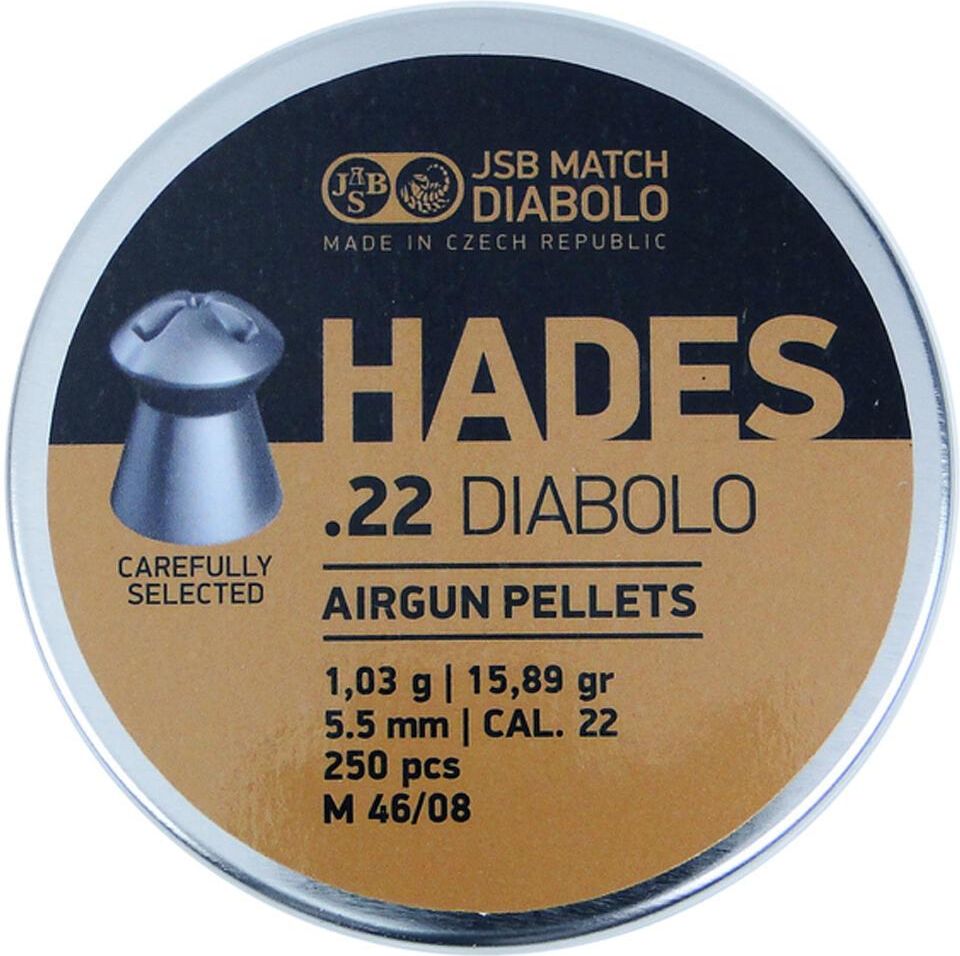 JSB
JSB MATCH
DIABOLO
MADE IN CZECH REPUBLIC
HADES
.22 DIABOLO
CAREFULLY
SELECTED
AIRGUN PELLETS
1,03 g | 15,89 gr
5.5 mm | CAL. 22
250 pcs
M 46/08